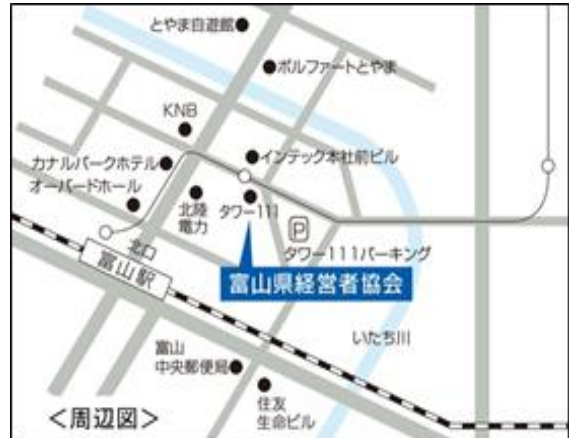 とやま自遊館
ボルファートとやま
KNB
インテック本社前ビル
カナルパークホテル
オーバードホール
北陸
電力
タワー111
P
タワー111パーキング
北口
富山駅
富山県経営者協会
いたち川
富山
中央郵便局
住友
生命ビル
<周辺図>